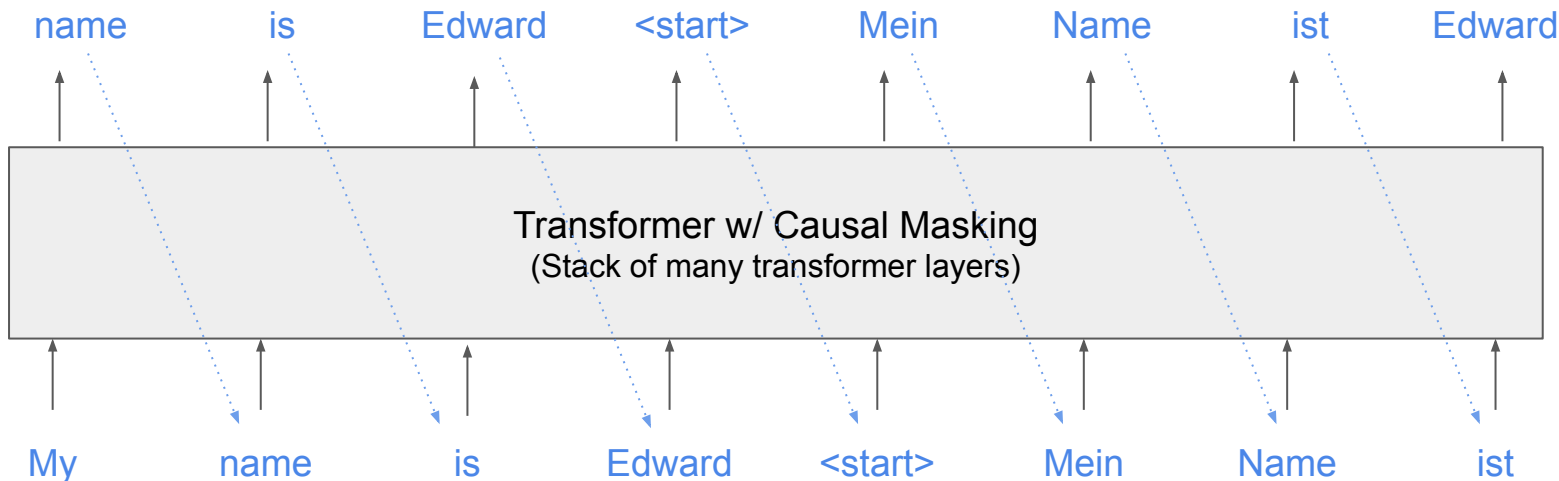 name is Edward <start> Mein Name ist Edward
Transformer w/ Causal Masking
(Stack of many transformer layers)
My name is Edward <start> Mein Name ist